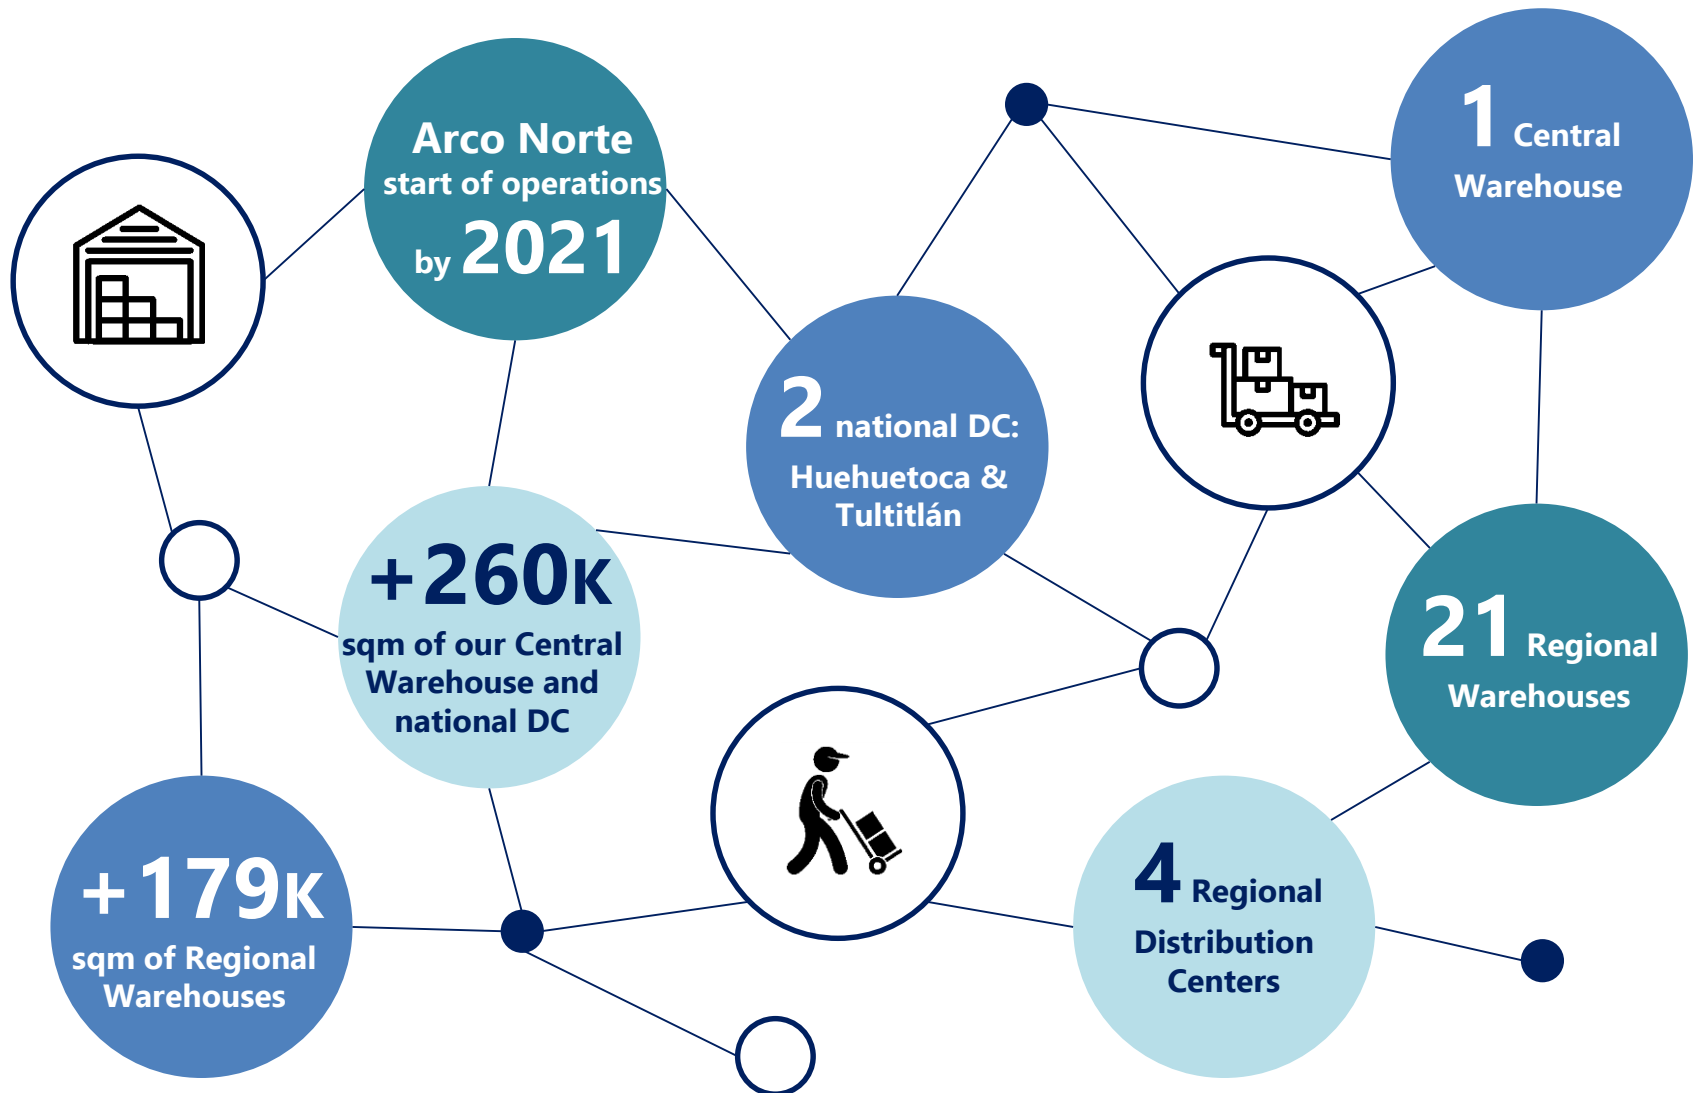 Arco Norte
start of operations
by 2021
1 Central
Warehouse
2 national DC:
Huehuetoca &
Tultitlán
+260K
sqm of our Central
Warehouse and
national DC
21 Regional
Warehouses
+179K
sqm of Regional
Warehouses
4 Regional
Distribution
Centers